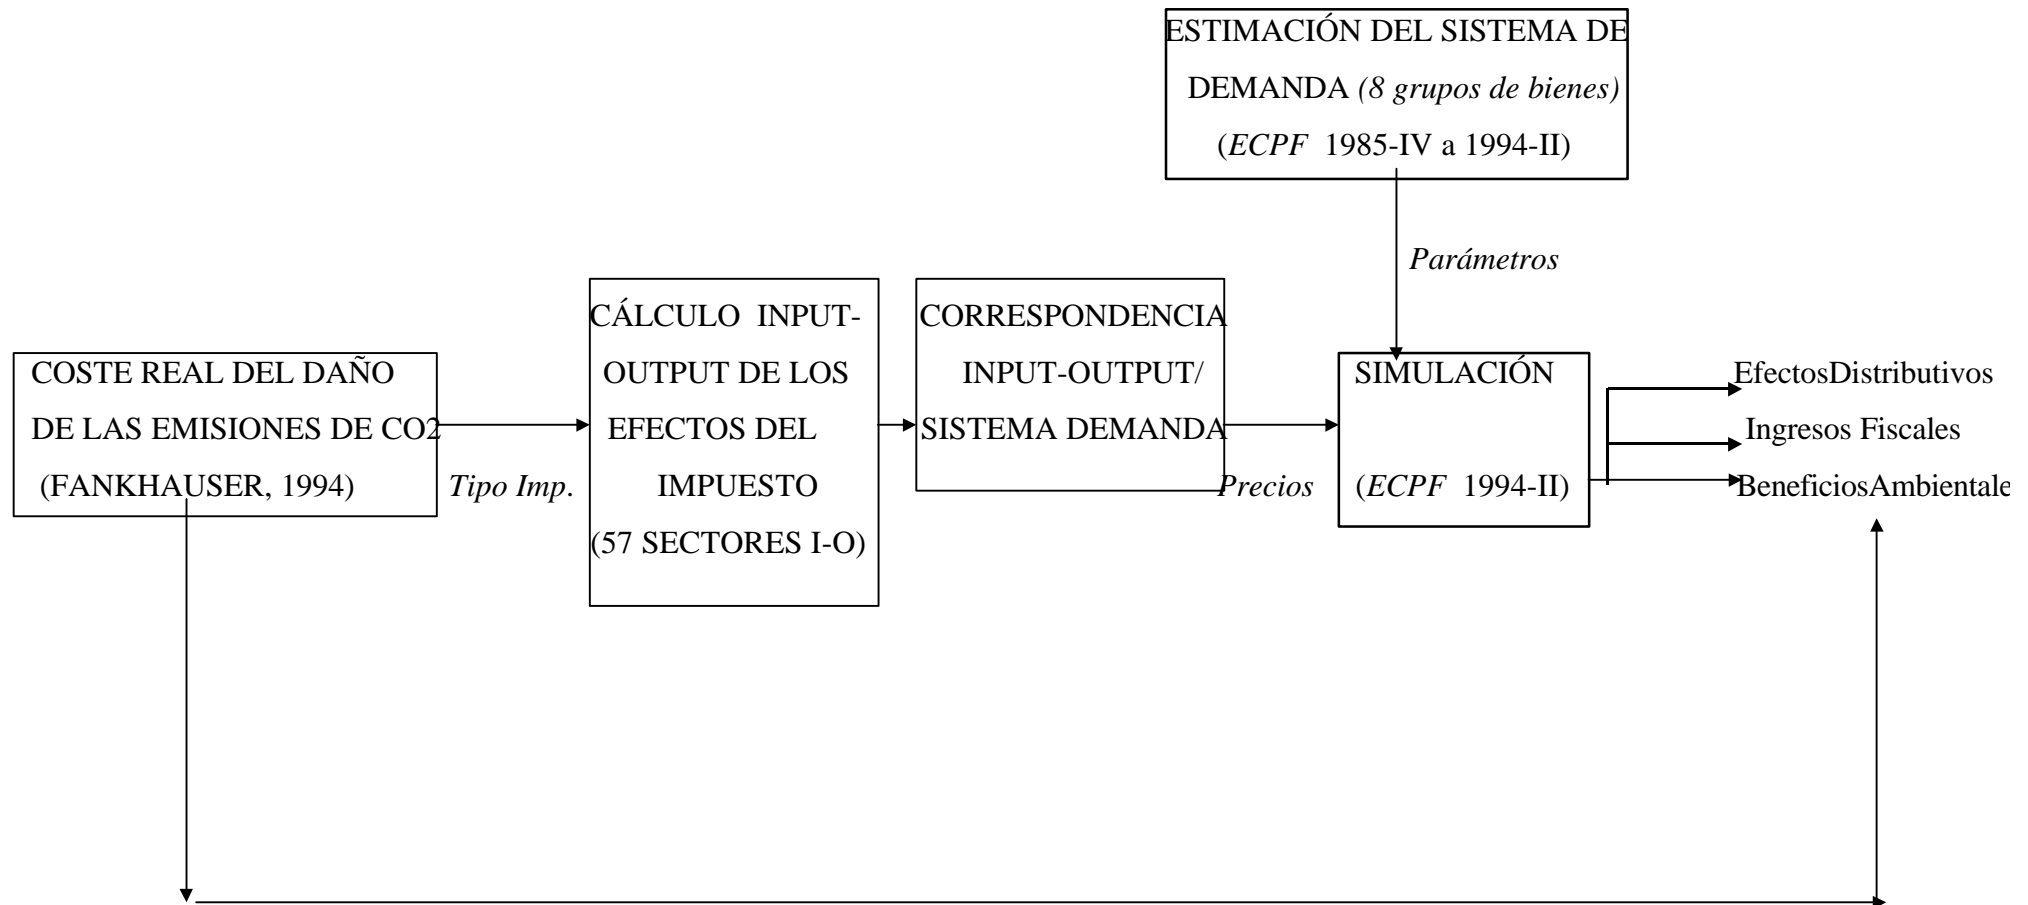 ESTIMACIÓN DEL SISTEMA DE
DEMANDA (8 grupos de bienes)
(ECPF 1985-IV a 1994-II)
Parámetros
COSTE REAL DEL DAÑO
DE LAS EMISIONES DE CO2
(FANKHAUSER, 1994)
Tipo Imp.
CÁLCULO INPUT-
OUTPUT DE LOS
EFECTOS DEL
IMPUESTO
(57 SECTORES I-O)
CORRESPONDENCIA
INPUT-OUTPUT/
SISTEMA DEMANDA
Precios
SIMULACIÓN
(ECPF 1994-II)
EfectosDistributivos
Ingresos Fiscales
BeneficiosAmbientale